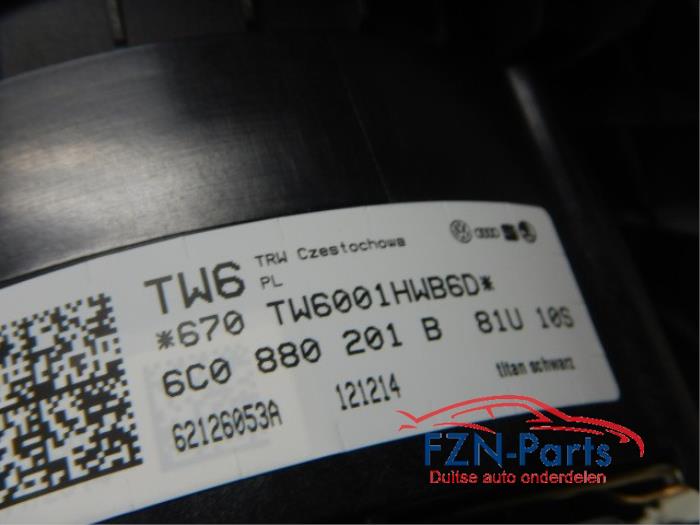 TW6 TRW Czestochowa
PL
*670 TW6001HWB6D*
6C0 880 201 B 81U 10S
62126053A 121214 titan schwarz
FZN-Parts
Duitse auto onderdelen